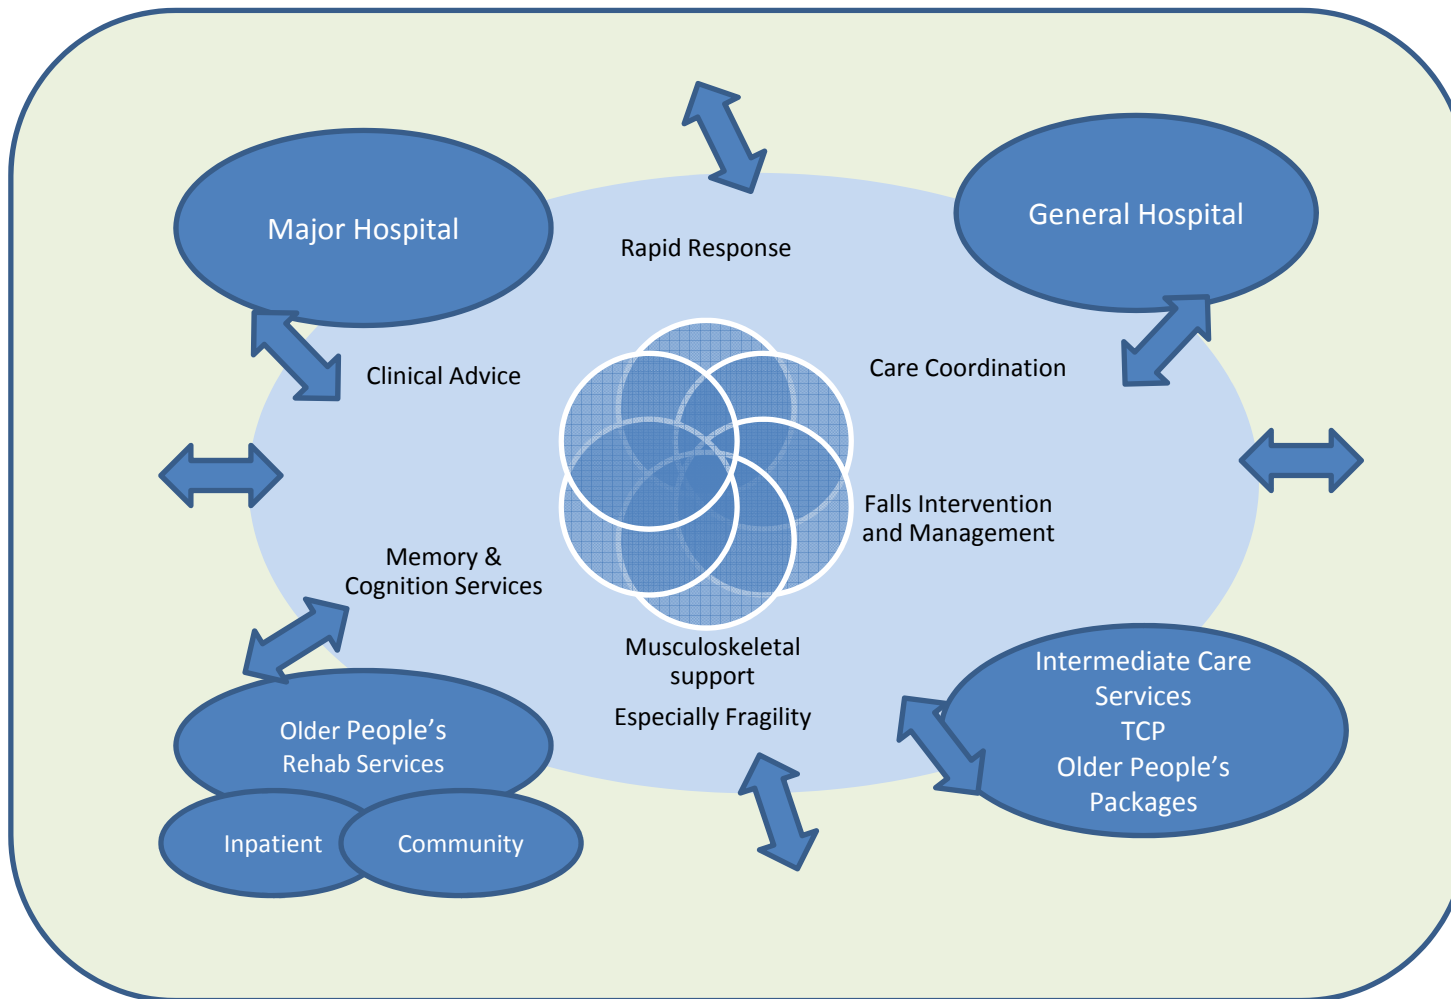 Major Hospital
General Hospital
Rapid Response
Clinical Advice
Care Coordination
Falls Intervention
and Management
Memory &
Cognition Services
Musculoskeletal
support
Especially Fragility
Older People’s
Rehab Services
Inpatient
Community
Intermediate Care
Services
TCP
Older People’s
Packages